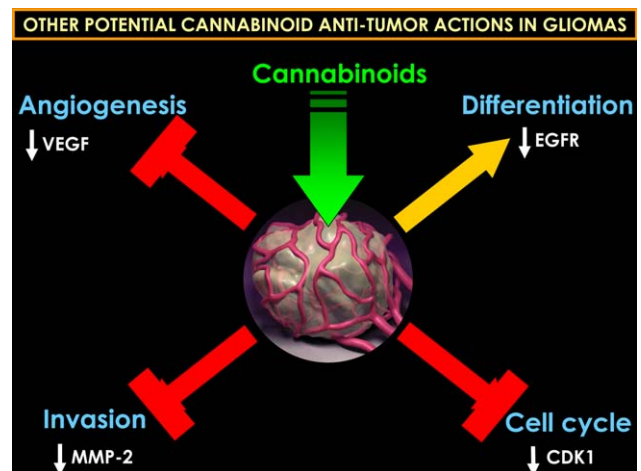 OTHER POTENTIAL CANNABINOID ANTI-TUMOR ACTIONS IN GLIOMAS
Cannabinoids
Angiogenesis
↓ VEGF
Differentiation
↓ EGFR
Invasion
↓ MMP-2
Cell cycle
↓ CDK1